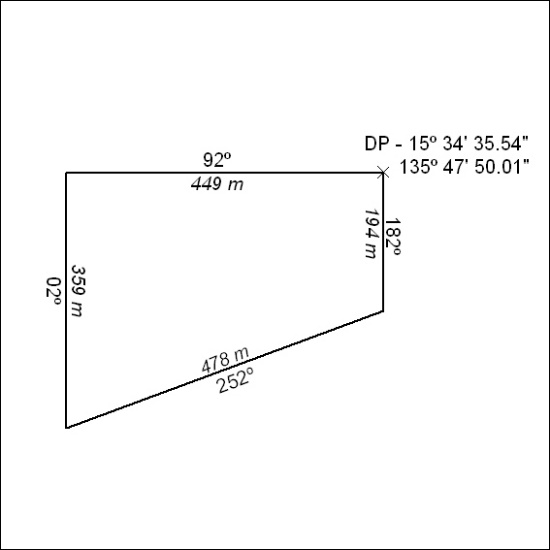 DP - 15º 34' 35.54"
135º 47' 50.01"
92º
449 m
194 m
182º
359 m
02º
478 m
252º